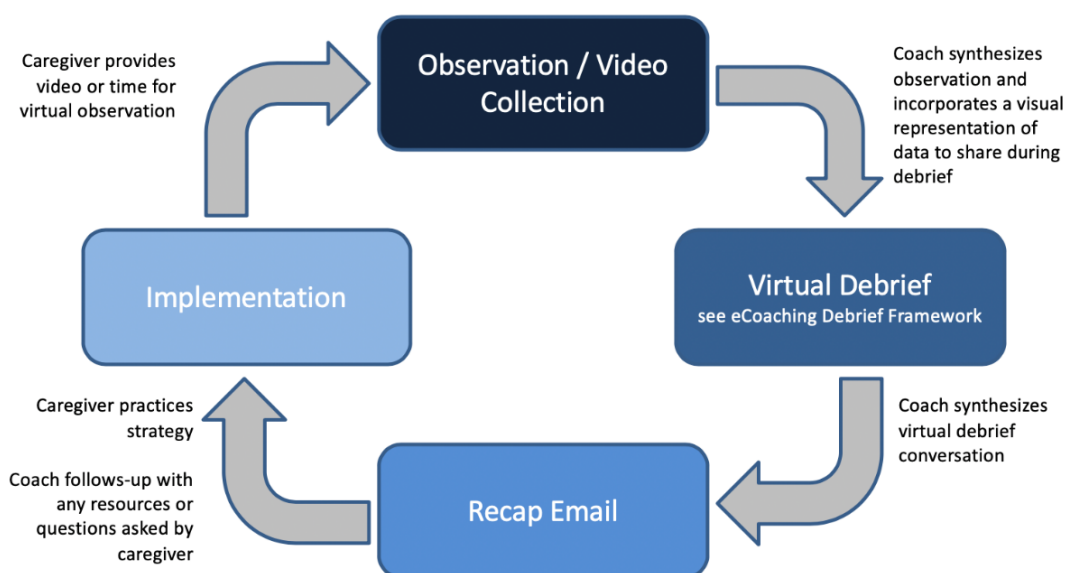 Observation / Video
Collection
Coach synthesizes
observation and
incorporates a visual
representation of
data to share during
debrief
Virtual Debrief
see eCoaching Debrief Framework
Coach synthesizes
virtual debrief
conversation
Recap Email
Caregiver practices
strategy
Coach follows-up with
any resources or
questions asked by
caregiver
Implementation
Caregiver provides
video or time for
virtual observation